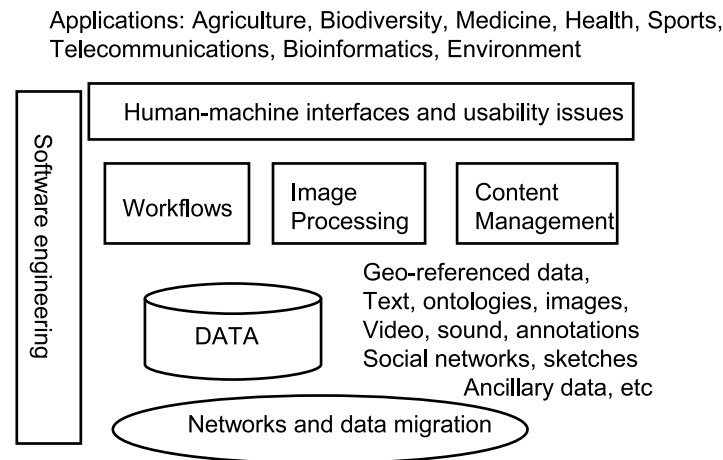 Applications: Agriculture, Biodiversity, Medicine, Health, Sports,
Telecommunications, Bioinformatics, Environment
Software engineering
Human-machine interfaces and usability issues
Workflows
Image
Processing
Content
Management
DATA
Geo-referenced data,
Text, ontologies, images,
Video, sound, annotations
Social networks, sketches
Ancillary data, etc
Networks and data migration